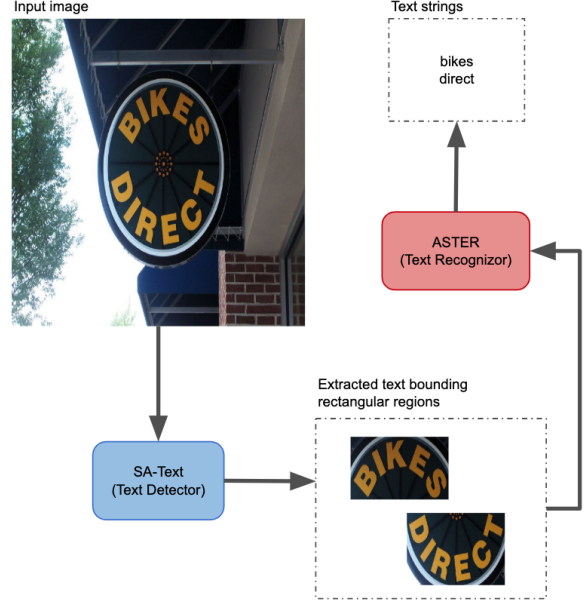 Input image
Text strings
BIKES
DIRECT
bikes
direct
ASTER
(Text Recognizor)
Extracted text bounding
rectangular regions
SA-Text
(Text Detector)
BIKES
DIRECT